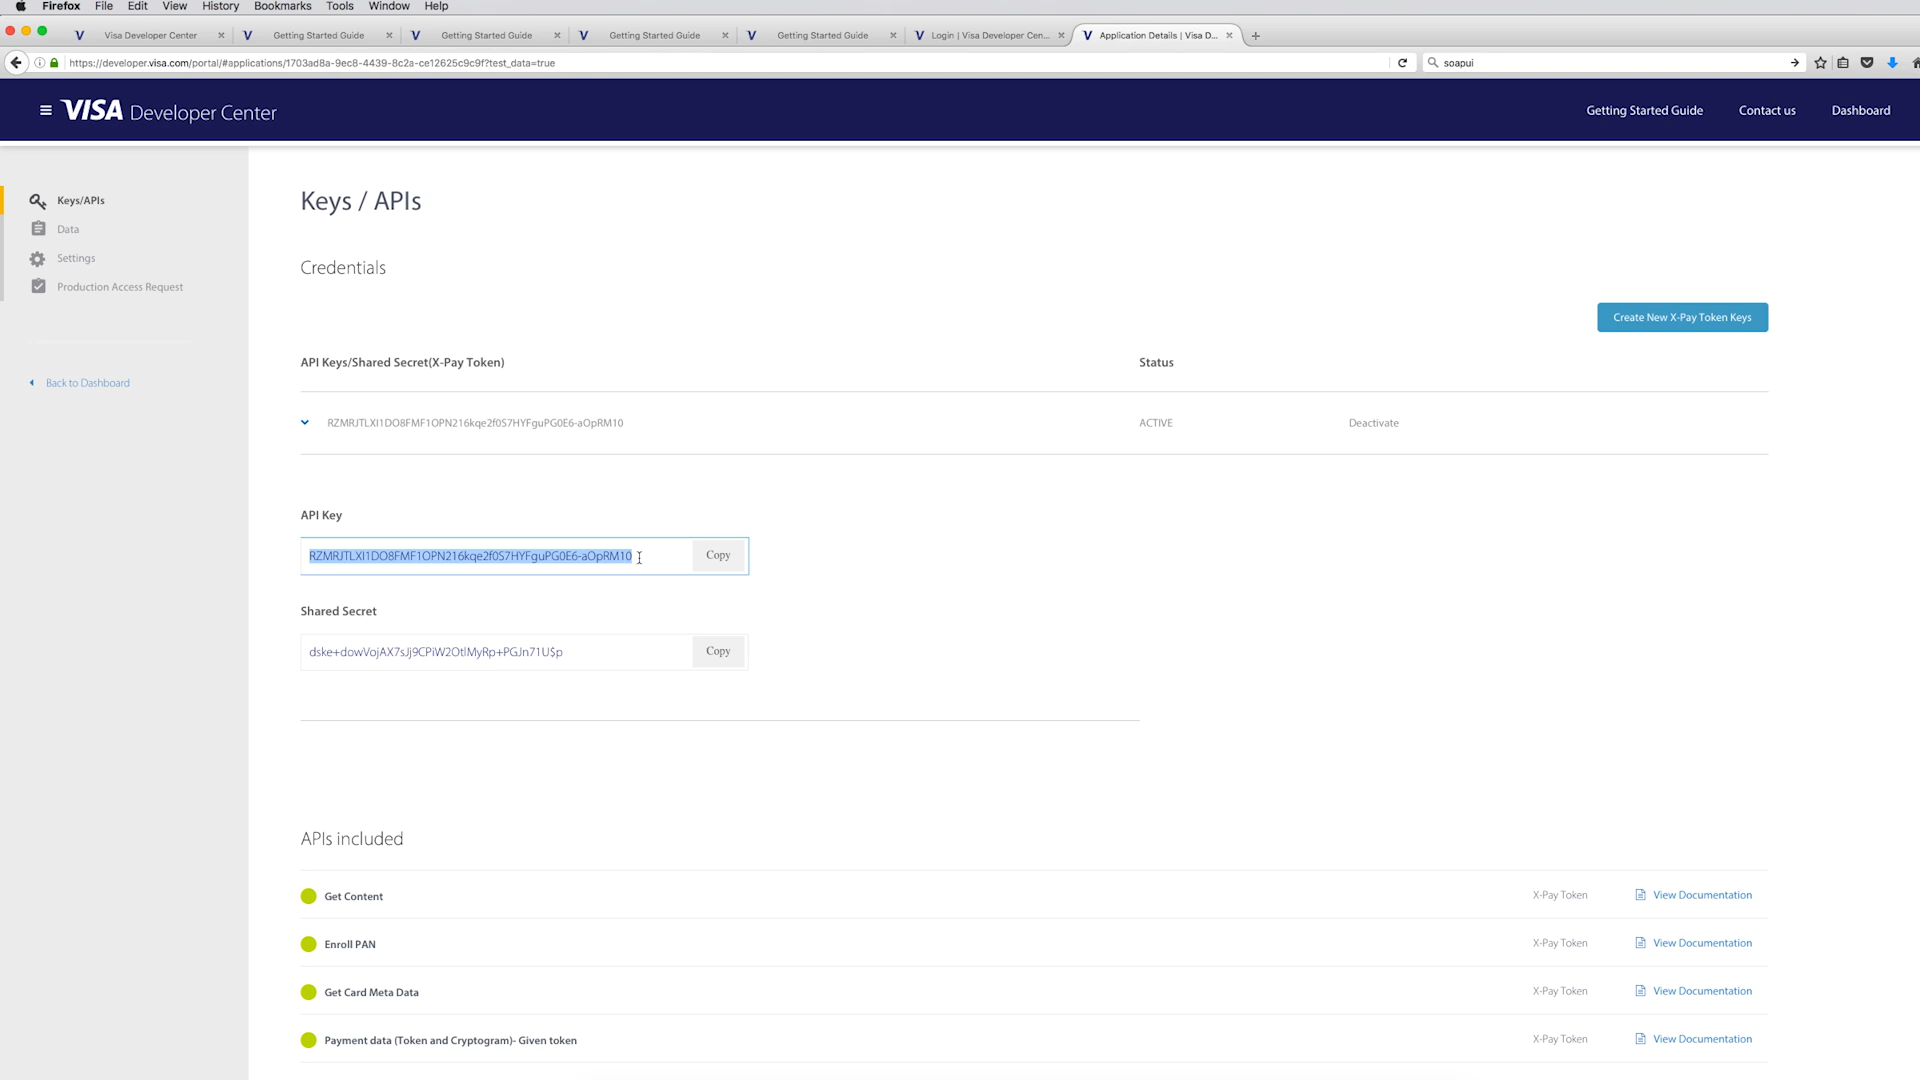 Firefox File Edit View History Bookmarks Tools Window Help
Visa Developer Center Getting Started Guide Getting Started Guide Getting Started Guide Getting Started Guide Login | Visa Developer Cen... Application Details | Visa D...
https://developer.visa.com/portal/#applications/1703ad8a-9ec8-4439-8c2a-ce12625c9c9f?test_data=true
soapui
VISA Developer Center
Getting Started Guide Contact us Dashboard
Keys/APIs
Data
Settings
Production Access Request
Back to Dashboard
Keys / APIs
Credentials
Create New X-Pay Token Keys
API Keys/Shared Secret(X-Pay Token) Status
RZMRJTLXI1DO8FMF1OPN216kqe2f0S7HYFguPG0E6-aOpRM10 ACTIVE Deactivate
API Key
RZMRJTLXI1DO8FMF1OPN216kqe2f0S7HYFguPG0E6-aOpRM10 Copy
Shared Secret
dske+dowVojAX7sJj9CPiW2OtlMyRp+PGJn71U$p Copy
APIs included
Get Content X-Pay Token View Documentation
Enroll PAN X-Pay Token View Documentation
Get Card Meta Data X-Pay Token View Documentation
Payment data (Token and Cryptogram)- Given token X-Pay Token View Documentation